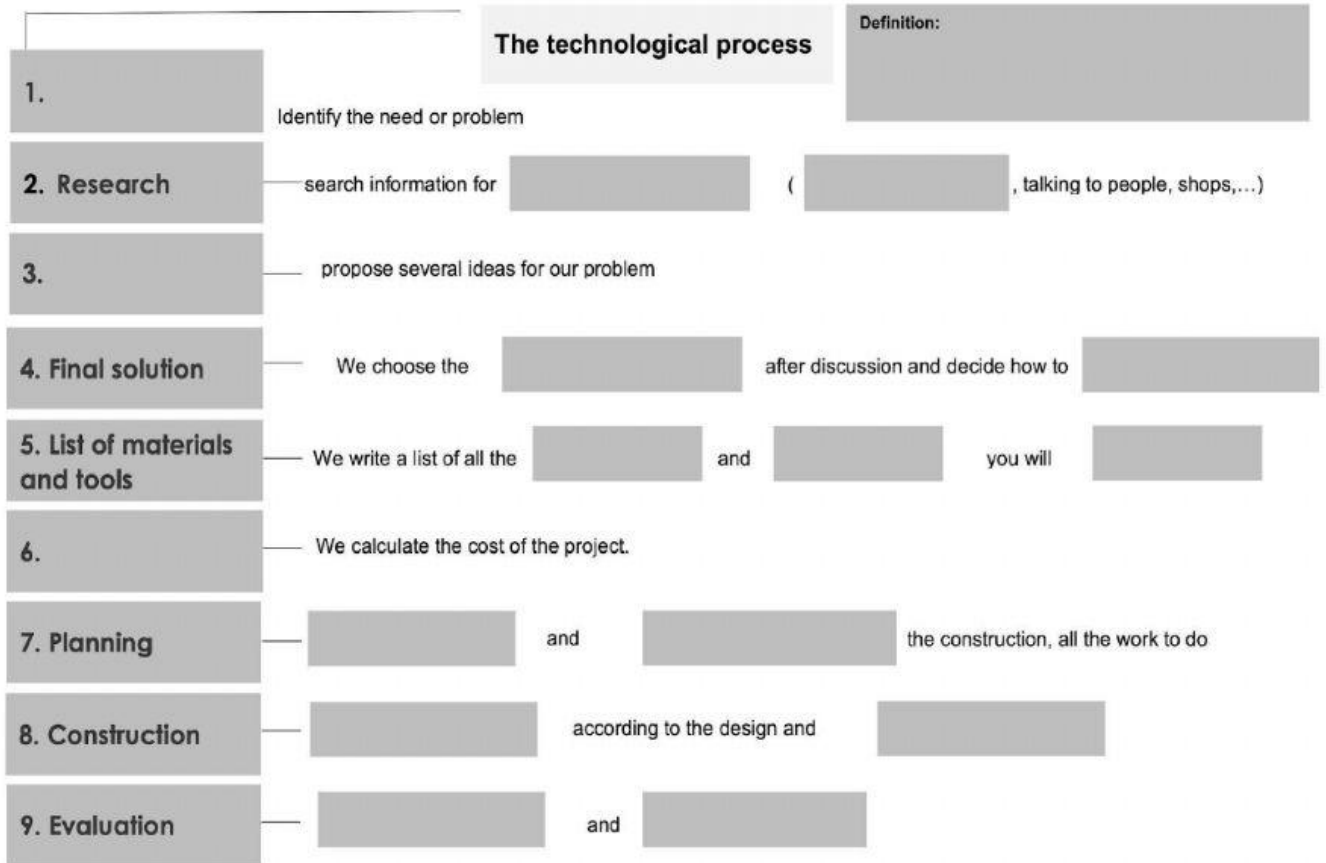 The technological process
Definition:
1.
Identify the need or problem
2. Research
search information for ( , talking to people, shops,...)
3.
propose several ideas for our problem
4. Final solution
We choose the after discussion and decide how to
5. List of materials
and tools
We write a list of all the and you will
6.
We calculate the cost of the project.
7. Planning
and the construction, all the work to do
8. Construction
according to the design and
9. Evaluation
and